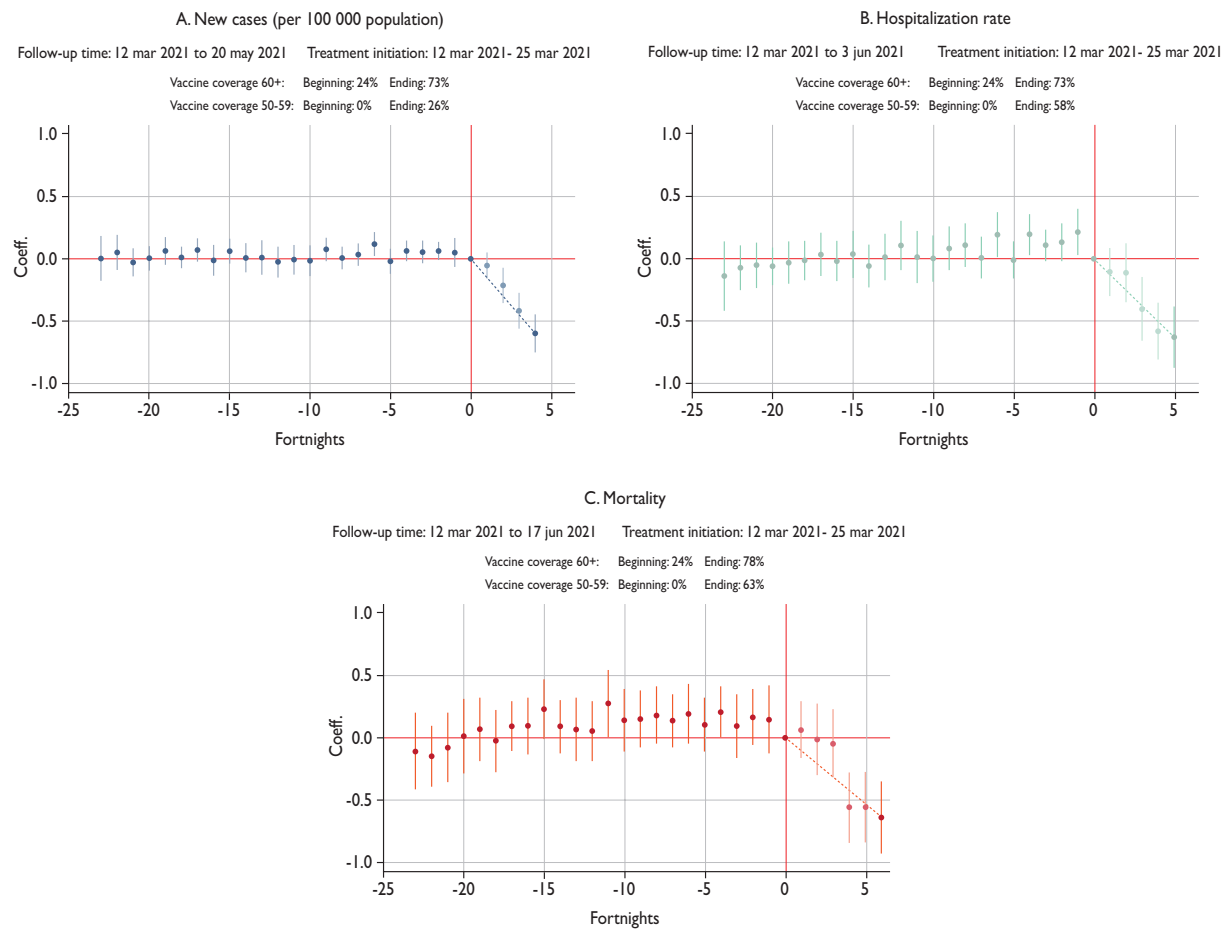 A. New cases (per 100 000 population)
Follow-up time: 12 mar 2021 to 20 may 2021 Treatment initiation: 12 mar 2021- 25 mar 2021
Vaccine coverage 60+: Beginning: 24% Ending: 73%
Vaccine coverage 50-59: Beginning: 0% Ending: 26%
1.0
0.5
0.0
-0.5
-1.0
Coeff.
-25 -20 -15 -10 -5 0 5
Fortnights
B. Hospitalization rate
Follow-up time: 12 mar 2021 to 3 jun 2021 Treatment initiation: 12 mar 2021- 25 mar 2021
Vaccine coverage 60+: Beginning: 24% Ending: 73%
Vaccine coverage 50-59: Beginning: 0% Ending: 58%
1.0
0.5
0.0
-0.5
-1.0
Coeff.
-25 -20 -15 -10 -5 0 5
Fortnights
C. Mortality
Follow-up time: 12 mar 2021 to 17 jun 2021 Treatment initiation: 12 mar 2021- 25 mar 2021
Vaccine coverage 60+: Beginning: 24% Ending: 78%
Vaccine coverage 50-59: Beginning: 0% Ending: 63%
1.0
0.5
0.0
-0.5
-1.0
Coeff.
-25 -20 -15 -10 -5 0 5
Fortnights